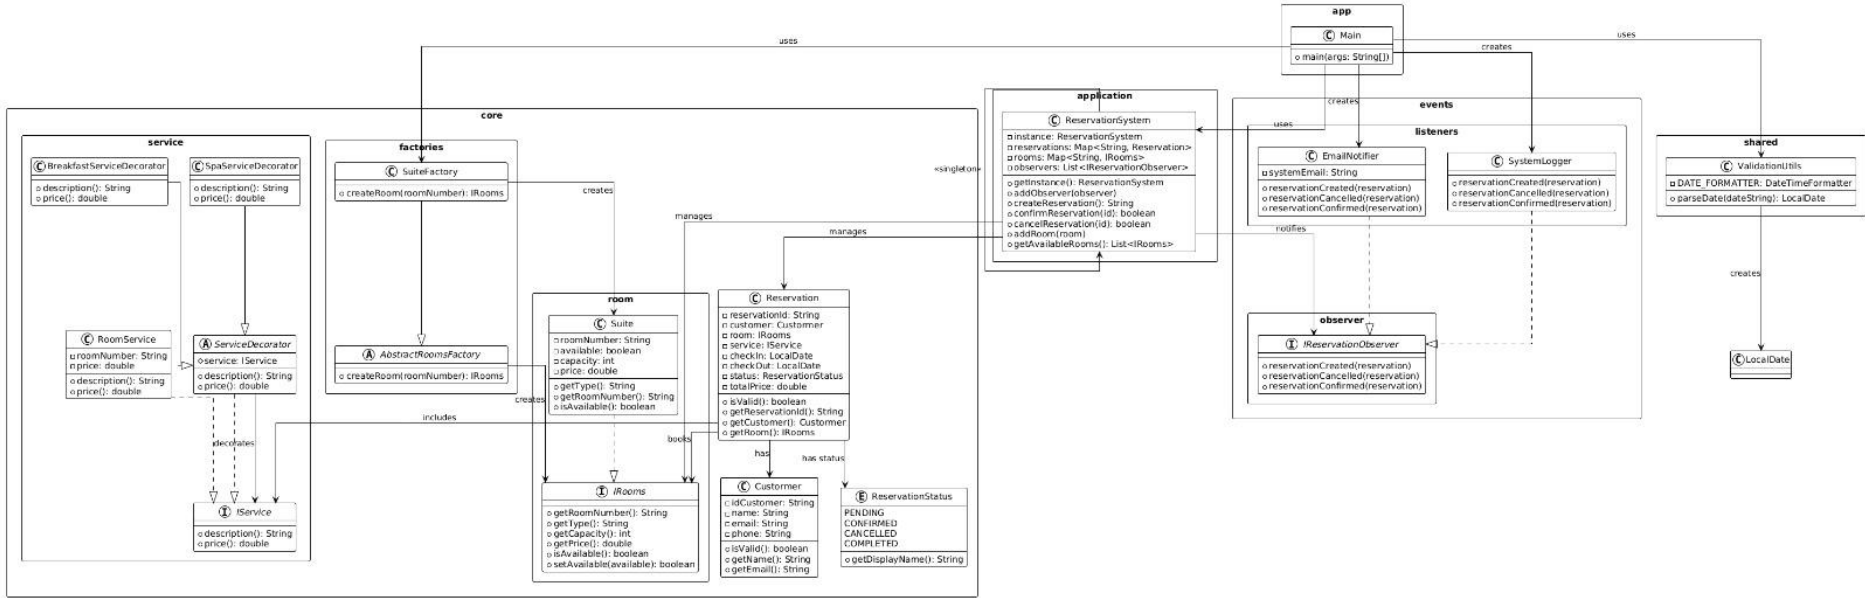 app
C Main
main(args: String[])
uses
creates
uses
creates
uses
core
service
C BreakfastServiceDecorator
description(): String
price(): double
C SpaServiceDecorator
description(): String
price(): double
C RoomService
roomNumber: String
price: double
description(): String
price(): double
A ServiceDecorator
service: IService
description(): String
price(): double
decorates
I IService
description(): String
price(): double
factories
C SuiteFactory
createRoom(roomNumber): IRooms
creates
A AbstractRoomsFactory
createRoom(roomNumber): IRooms
creates
room
C Suite
roomNumber: String
available: boolean
capacity: int
price: double
getType(): String
getRoomNumber(): String
isAvailable(): boolean
I IRooms
getRoomNumber(): String
getType(): String
getCapacity(): int
getPrice(): double
isAvailable(): boolean
setAvailable(available): boolean
manages
manages
includes
books
C Reservation
reservationId: String
customer: Custormer
room: IRooms
service: IService
checkIn: LocalDate
checkOut: LocalDate
status: ReservationStatus
totalPrice: double
isValid(): boolean
getReservationId(): String
getCustomer(): Custormer
getRoom(): IRooms
has
has status
C Custormer
idCustomer: String
name: String
email: String
phone: String
isValid(): boolean
getName(): String
getEmail(): String
E ReservationStatus
PENDING
CONFIRMED
CANCELLED
COMPLETED
getDisplayName(): String
application
«singleton»
C ReservationSystem
instance: ReservationSystem
reservations: Map<String, Reservation>
rooms: Map<String, IRooms>
observers: List<IReservationObserver>
getInstance(): ReservationSystem
addObserver(observer)
createReservation(): String
confirmReservation(id): boolean
cancelReservation(id): boolean
addRoom(room)
getAvailableRooms(): List<IRooms>
notifies
events
listeners
C EmailNotifier
systemEmail: String
reservationCreated(reservation)
reservationCancelled(reservation)
reservationConfirmed(reservation)
C SystemLogger
reservationCreated(reservation)
reservationCancelled(reservation)
reservationConfirmed(reservation)
observer
I IReservationObserver
reservationCreated(reservation)
reservationCancelled(reservation)
reservationConfirmed(reservation)
shared
C ValidationUtils
DATE_FORMATTER: DateTimeFormatter
parseDate(dateString): LocalDate
creates
C LocalDate